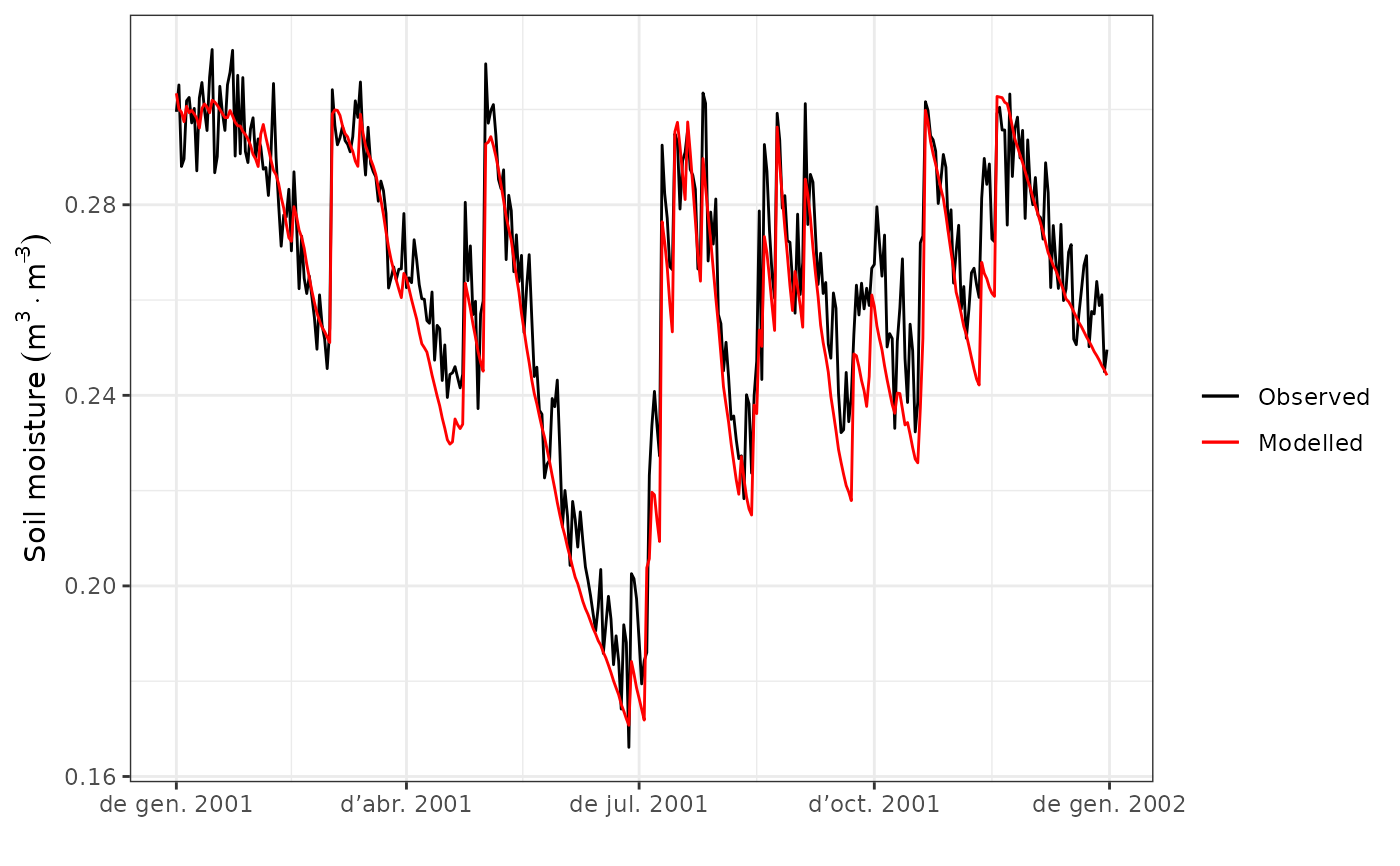 Soil moisture (m³ · m⁻³)
0.28
0.24
0.20
0.16
de gen. 2001 d’abr. 2001 de jul. 2001 d’oct. 2001 de gen. 2002
Observed
Modelled